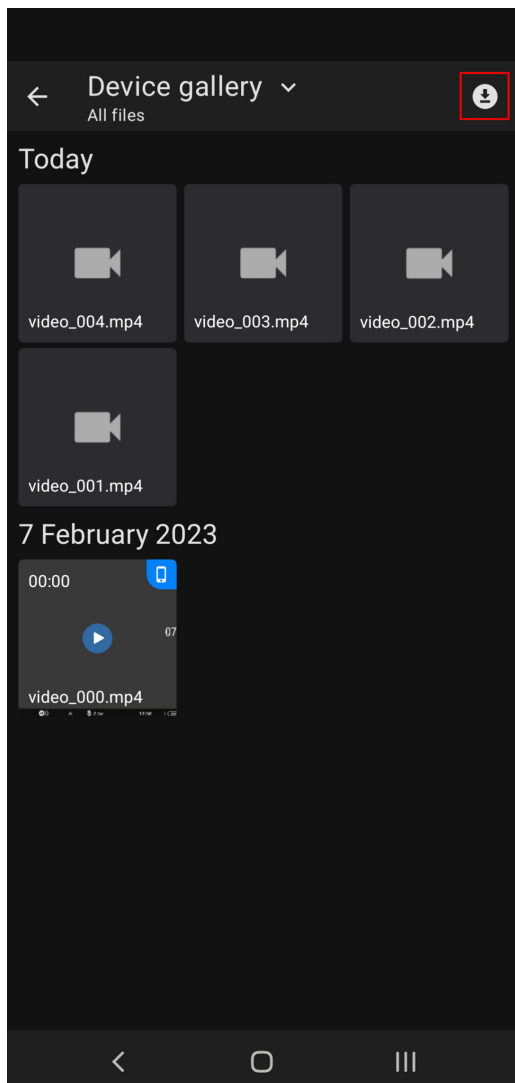 Device gallery
All files
Today
video_004.mp4
video_003.mp4
video_002.mp4
video_001.mp4
7 February 2023
00:00
07
video_000.mp4